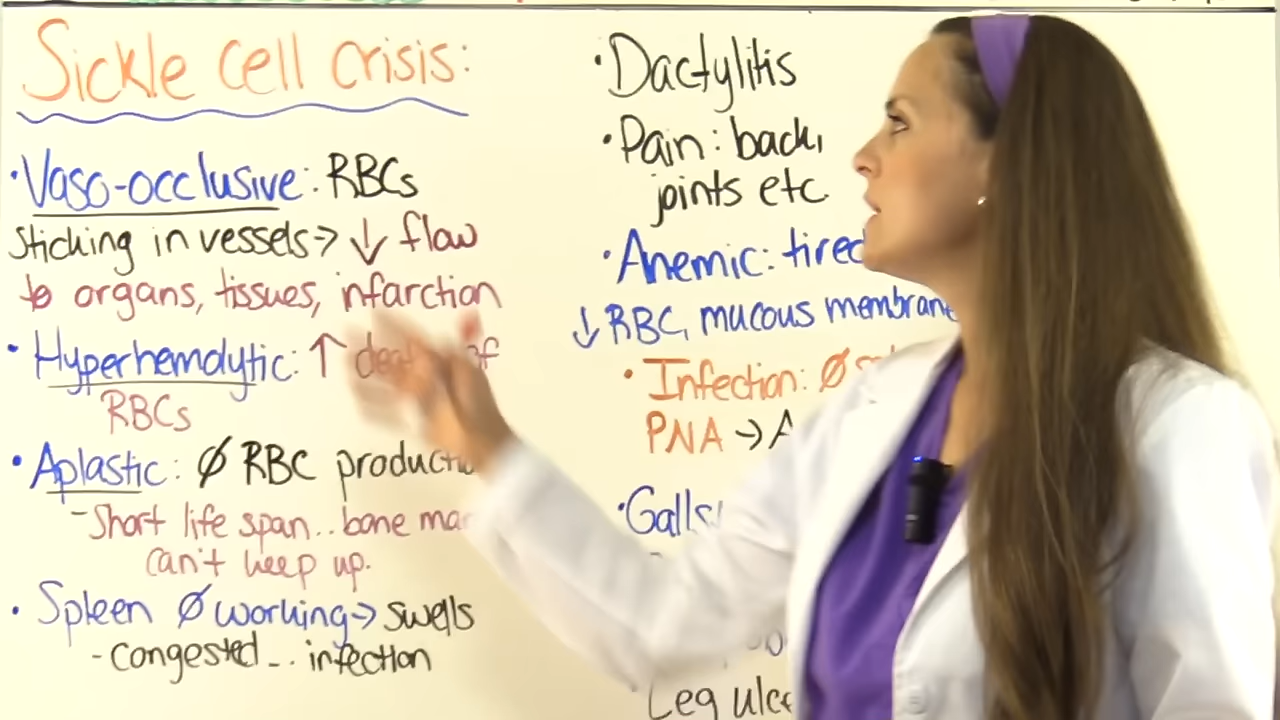 Sickle cell crisis:
• Vaso-occlusive: RBCs
sticking in vessels → ↓ flow
to organs, tissues, infarction
• Hyperhemolytic: ↑
RBCs
• Aplastic: Ø RBC
- Short life span.. bone
can't keep up.
• Spleen Ø working → swells
- congested... infection
• Dactylitis
• Pain: back,
joints etc.
• Anemic: tired
↓ RBC, mucous membrane
• Infection: Ø
PNA →
Leg